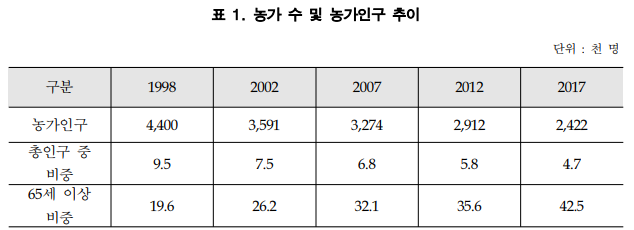 표 1. 농가 수 및 농가인구 추이
단위 : 천 명
구분 1998 2002 2007 2012 2017
농가인구 4,400 3,591 3,274 2,912 2,422
총인구 중
비중 9.5 7.5 6.8 5.8 4.7
65세 이상
비중 19.6 26.2 32.1 35.6 42.5